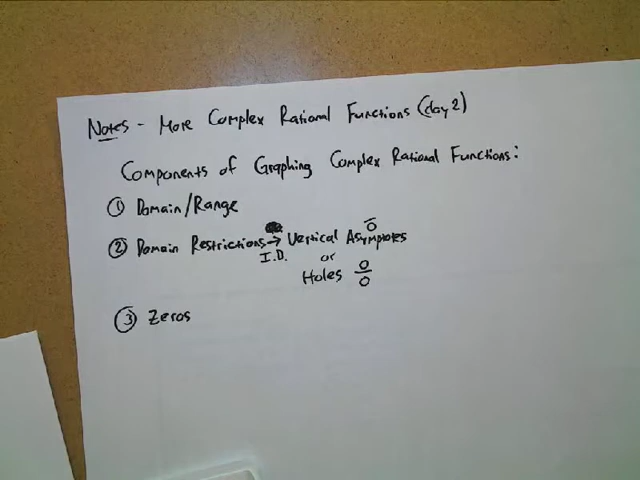 Notes - More Complex Rational Functions (day 2)
Components of Graphing Complex Rational Functions:
① Domain/Range
② Domain Restrictions → Vertical Asymptotes —/0
I.D. or
Holes 0/0
③ Zeros